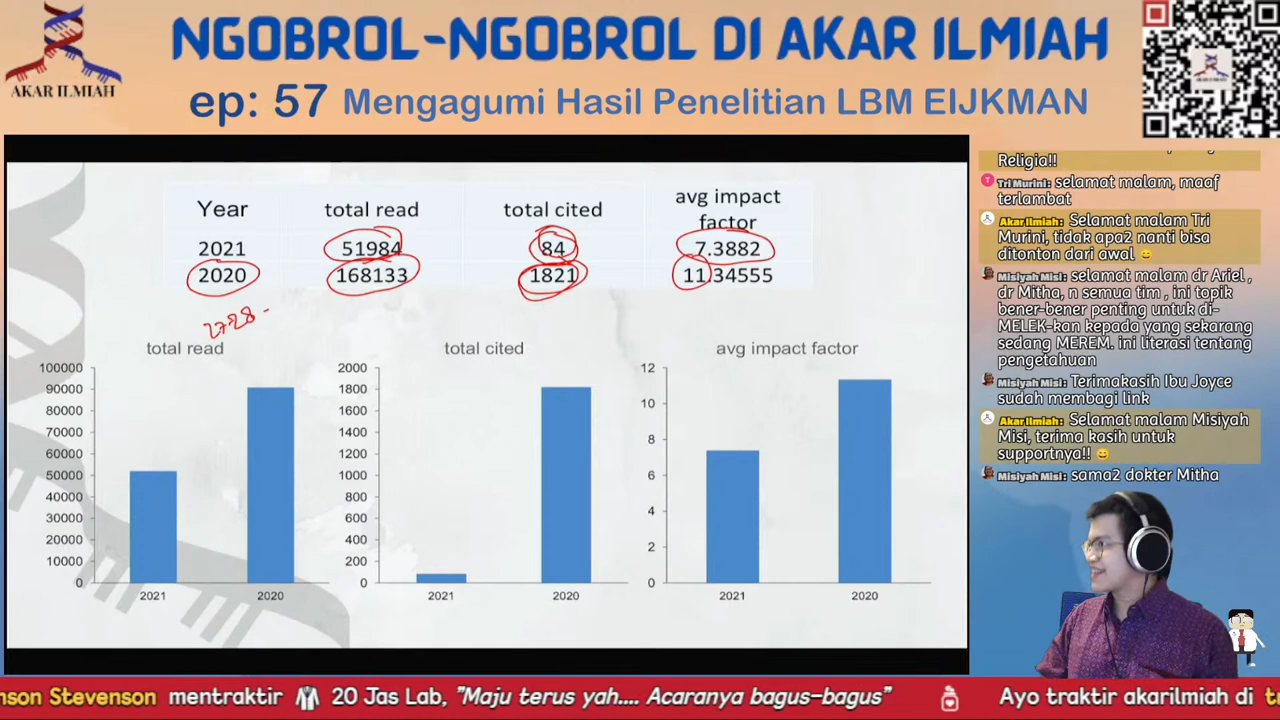 AKAR ILMIAH
NGOBROL-NGOBROL DI AKAR ILMIAH
ep: 57 Mengagumi Hasil Penelitian LBM EIJKMAN
Year total read total cited avg impact factor
2021 51984 84 7.3882
2020 168133 1821 11.34555
2728
total read
100000
90000
80000
70000
60000
50000
40000
30000
20000
10000
0
2021 2020
total cited
2000
1800
1600
1400
1200
1000
800
600
400
200
0
2021 2020
avg impact factor
12
10
8
6
4
2
0
2021 2020
Religia!!
Tri Murini: selamat malam, maaf
terlambat
Akar Ilmiah: Selamat malam Tri
Murini, tidak apa2 nanti bisa
ditonton dari awal
Misiyah Misi: selamat malam dr Ariel ,
dr Mitha, n semua tim , ini topik
bener-bener penting untuk di-
MELEK-kan kepada yang sekarang
sedang MEREM. ini literasi tentang
pengetahuan
Misiyah Misi: Terimakasih Ibu Joyce
sudah membagi link
Akar Ilmiah: Selamat malam Misiyah
Misi, terima kasih untuk
supportnya!!
Misiyah Misi: sama2 dokter Mitha
nson Stevenson mentraktir 20 Jas Lab, "Maju terus yah.... Acaranya bagus-bagus" Ayo traktir akarilmiah di